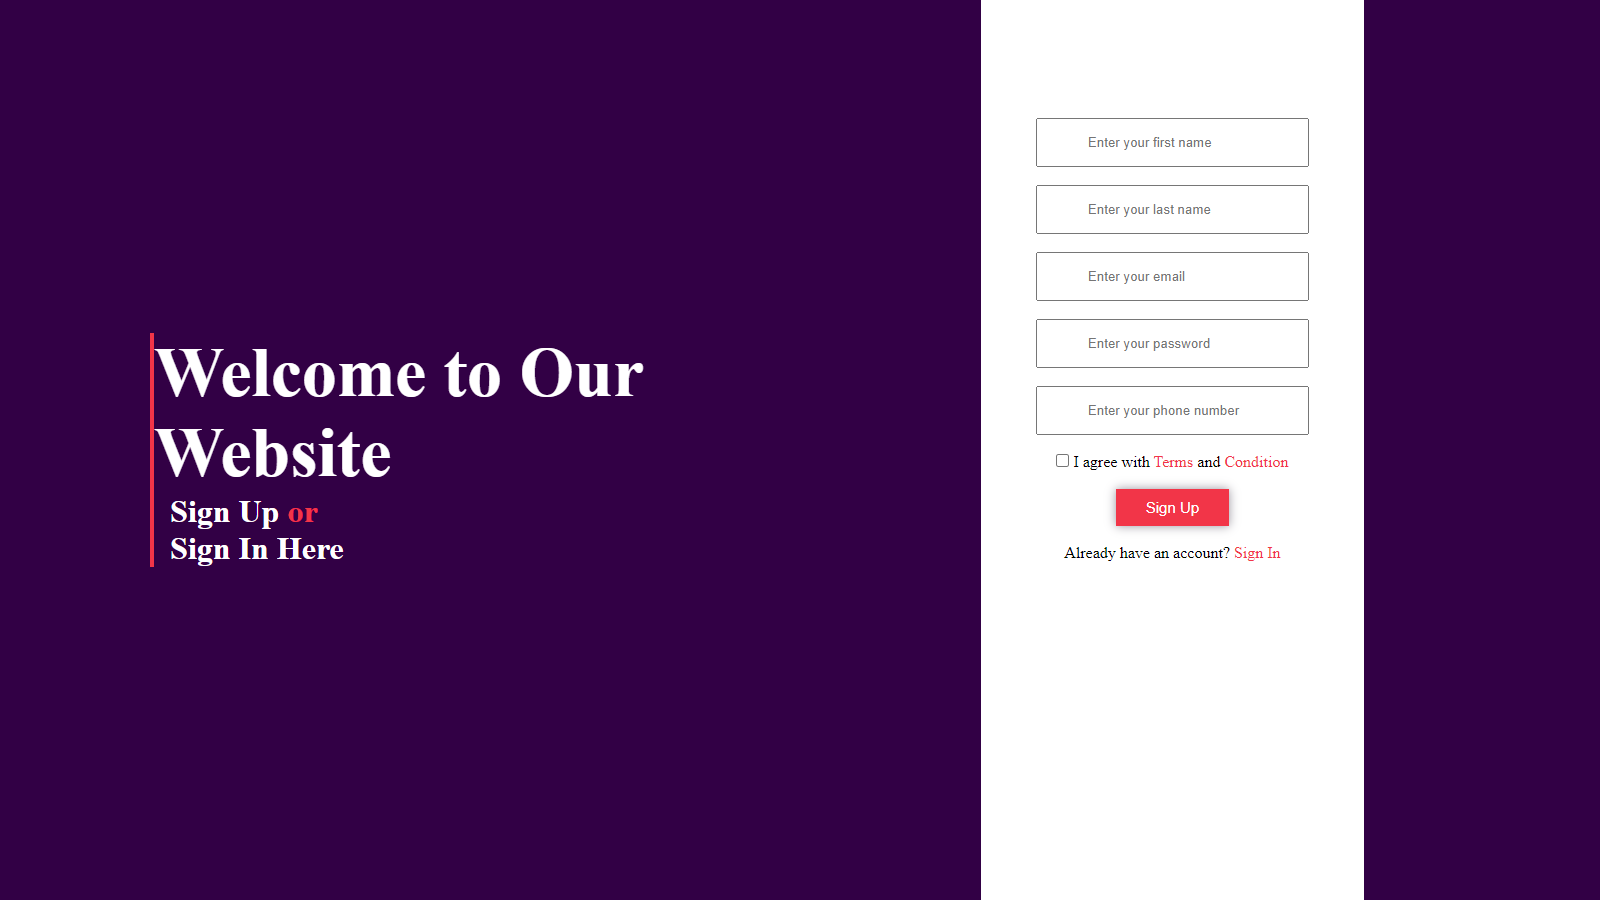 Welcome to Our
Website
Sign Up or
Sign In Here
Enter your first name
Enter your last name
Enter your email
Enter your password
Enter your phone number
I agree with Terms and Condition
Sign Up
Already have an account? Sign In